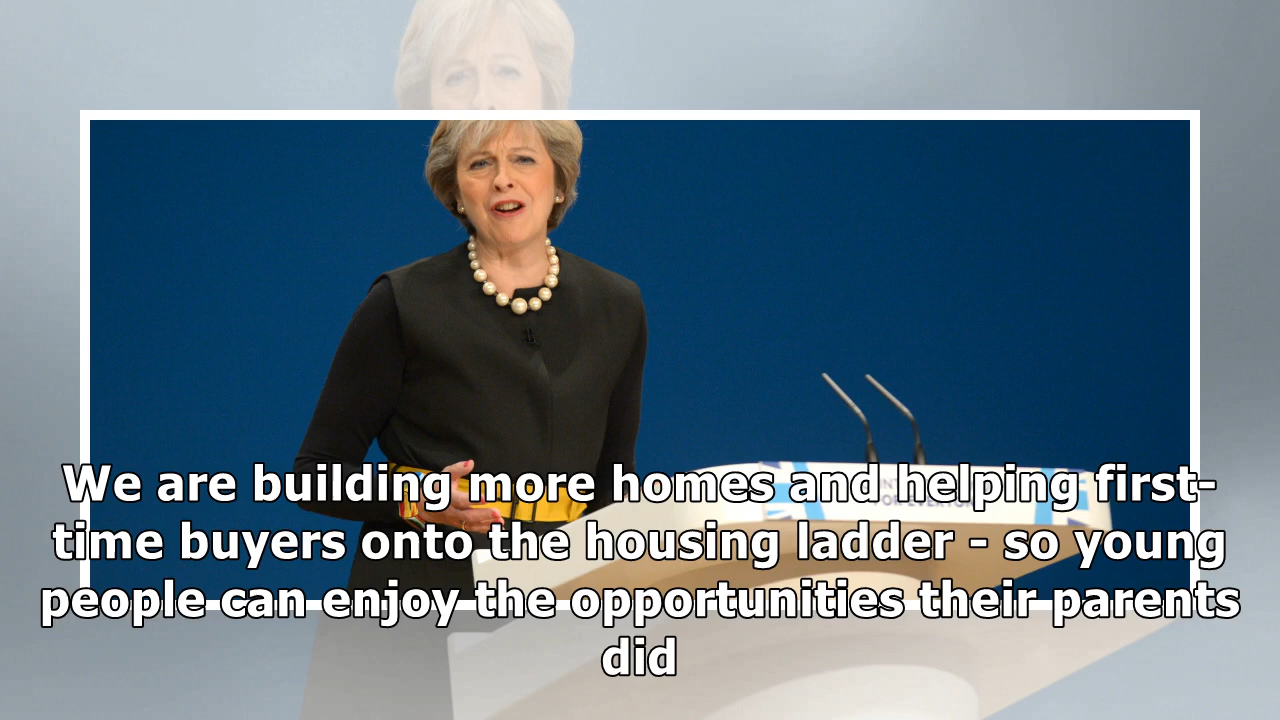 We are building more homes and helping first-
time buyers onto the housing ladder - so young
people can enjoy the opportunities their parents
did